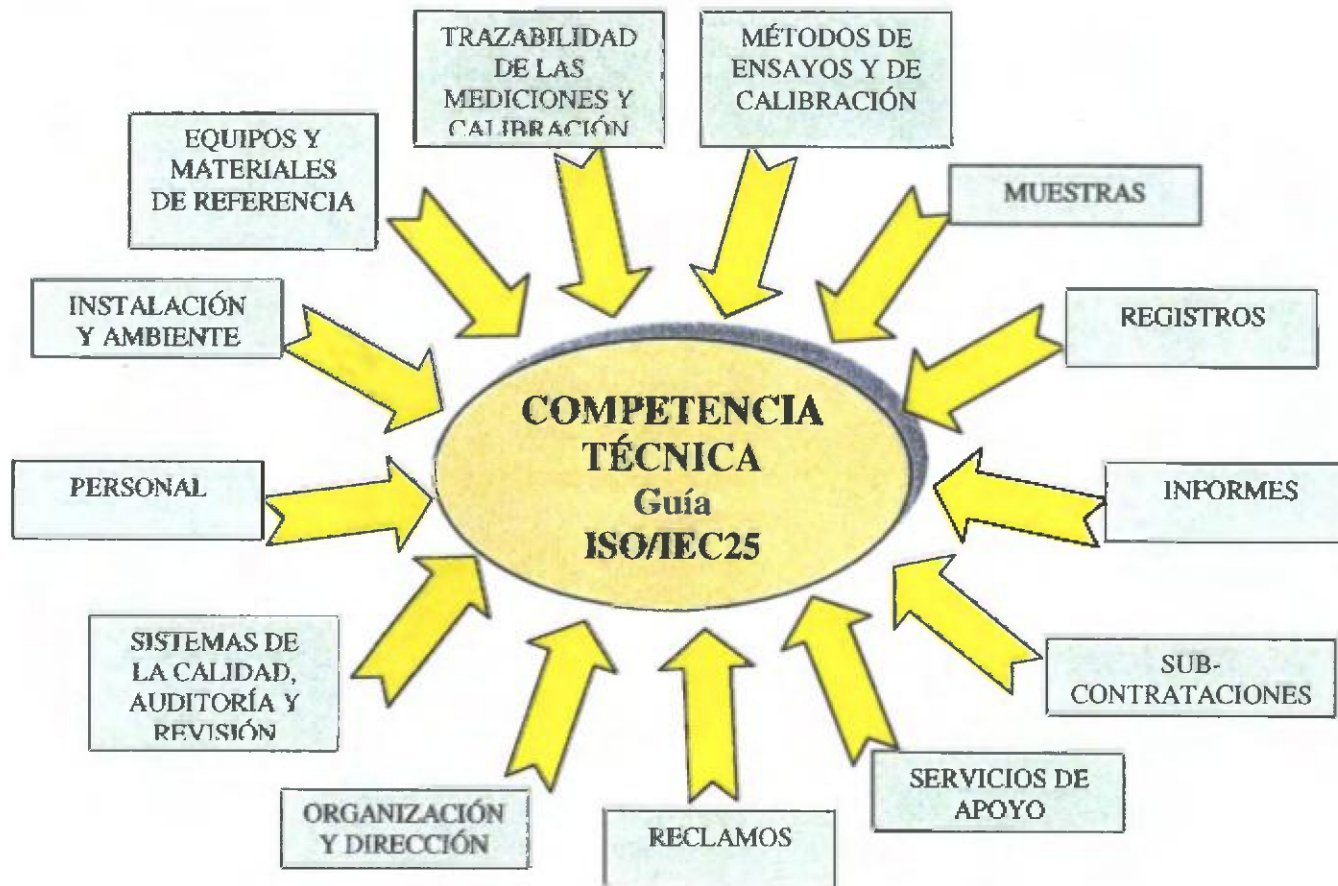 TRAZABILIDAD
DE LAS
MEDICIONES Y
CALIBRACIÓN
MÉTODOS DE
ENSAYOS Y DE
CALIBRACIÓN
EQUIPOS Y
MATERIALES
DE REFERENCIA
MUESTRAS
INSTALACIÓN
Y AMBIENTE
REGISTROS
COMPETENCIA
TÉCNICA
Guía
ISO/IEC25
PERSONAL
INFORMES
SISTEMAS DE
LA CALIDAD,
AUDITORÍA Y
REVISIÓN
SUB-
CONTRATACIONES
ORGANIZACIÓN
Y DIRECCIÓN
RECLAMOS
SERVICIOS DE
APOYO